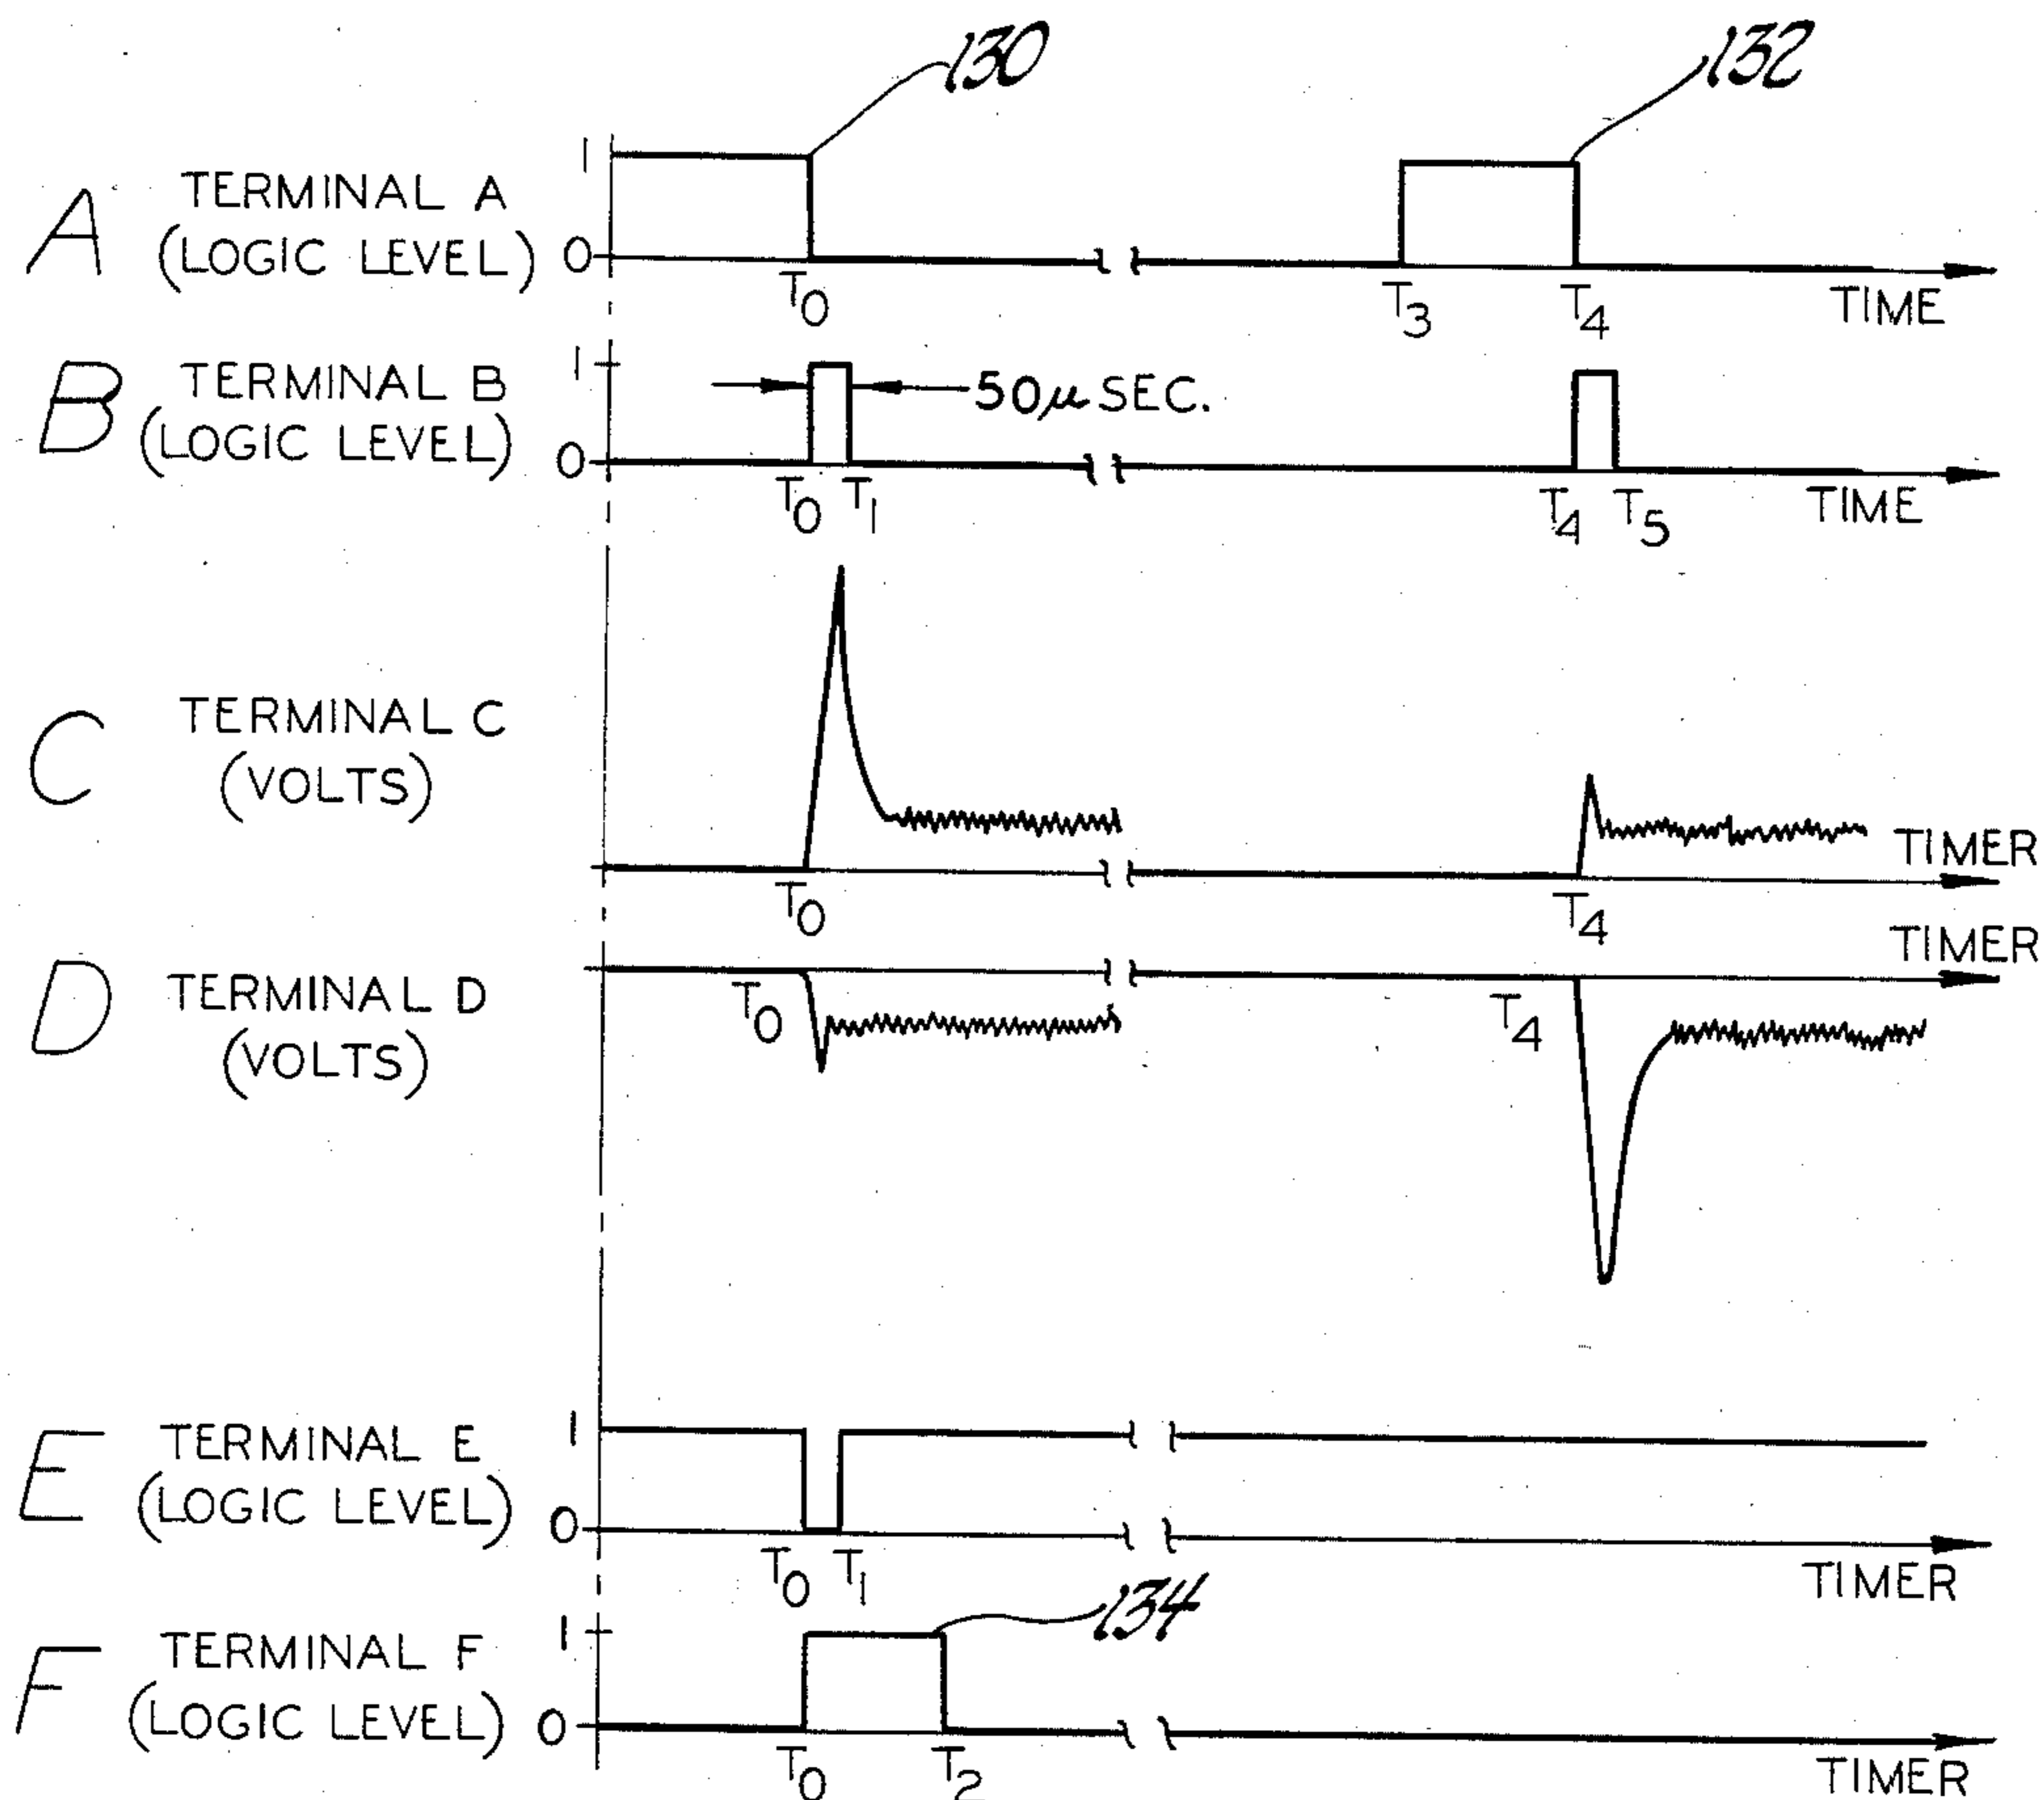 130
132
A TERMINAL A
(LOGIC LEVEL)
1
0
T0
T3
T4
TIME
B TERMINAL B
(LOGIC LEVEL)
1
0
50μ SEC.
T0 T1
T4 T5
TIME
C TERMINAL C
(VOLTS)
T0
T4
TIMER
D TERMINAL D
(VOLTS)
T0
T4
TIMER
E TERMINAL E
(LOGIC LEVEL)
1
0
T0 T1
TIMER
134
F TERMINAL F
(LOGIC LEVEL)
1
0
T0
T2
TIMER